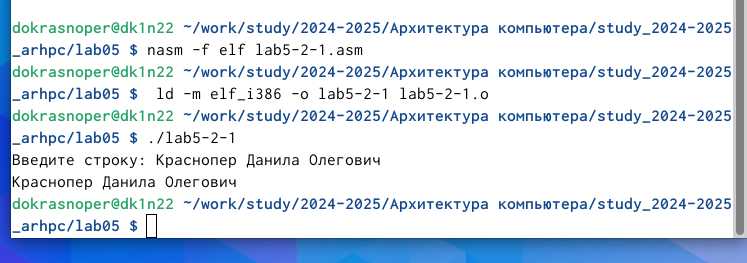 dokrasnoper@dk1n22 ~/work/study/2024-2025/Архитектура компьютера/study_2024-2025
_arhpc/lab05 $ nasm -f elf lab5-2-1.asm
dokrasnoper@dk1n22 ~/work/study/2024-2025/Архитектура компьютера/study_2024-2025
_arhpc/lab05 $  ld -m elf_i386 -o lab5-2-1 lab5-2-1.o
dokrasnoper@dk1n22 ~/work/study/2024-2025/Архитектура компьютера/study_2024-2025
_arhpc/lab05 $ ./lab5-2-1
Введите строку: Краснопер Данила Олегович
Краснопер Данила Олегович
dokrasnoper@dk1n22 ~/work/study/2024-2025/Архитектура компьютера/study_2024-2025
_arhpc/lab05 $